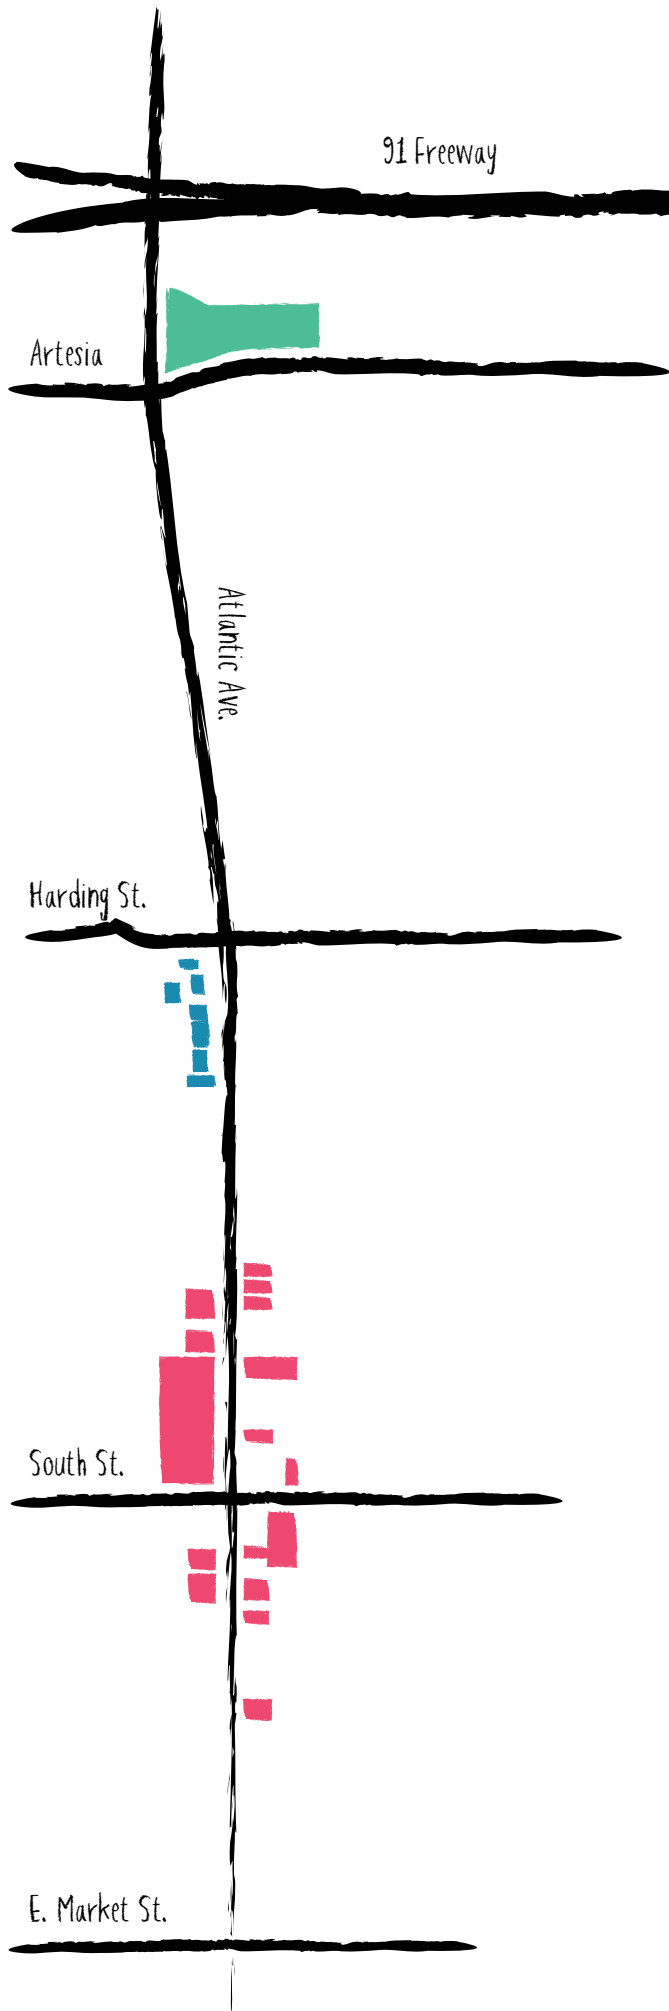 91 Freeway
Artesia
Atlantic Ave.
Harding St.
South St.
E. Market St.